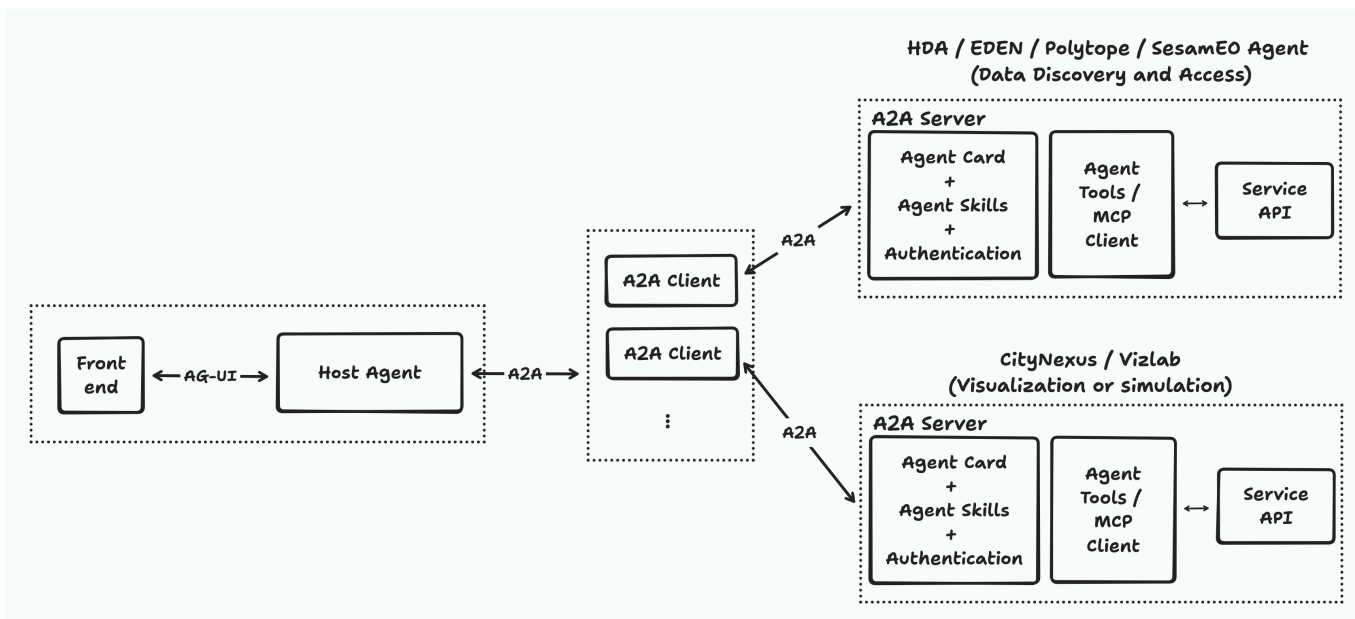 HDA / EDEN / Polytope / SesamEO Agent
(Data Discovery and Access)
A2A Server
Agent Card
+
Agent Skills
+
Authentication
Agent
Tools /
MCP
Client
Service
API
A2A
A2A Client
A2A Client
⋮
Front
end
AG-UI
Host Agent
A2A
A2A
CityNexus / Vizlab
(Visualization or simulation)
A2A Server
Agent Card
+
Agent Skills
+
Authentication
Agent
Tools /
MCP
Client
Service
API